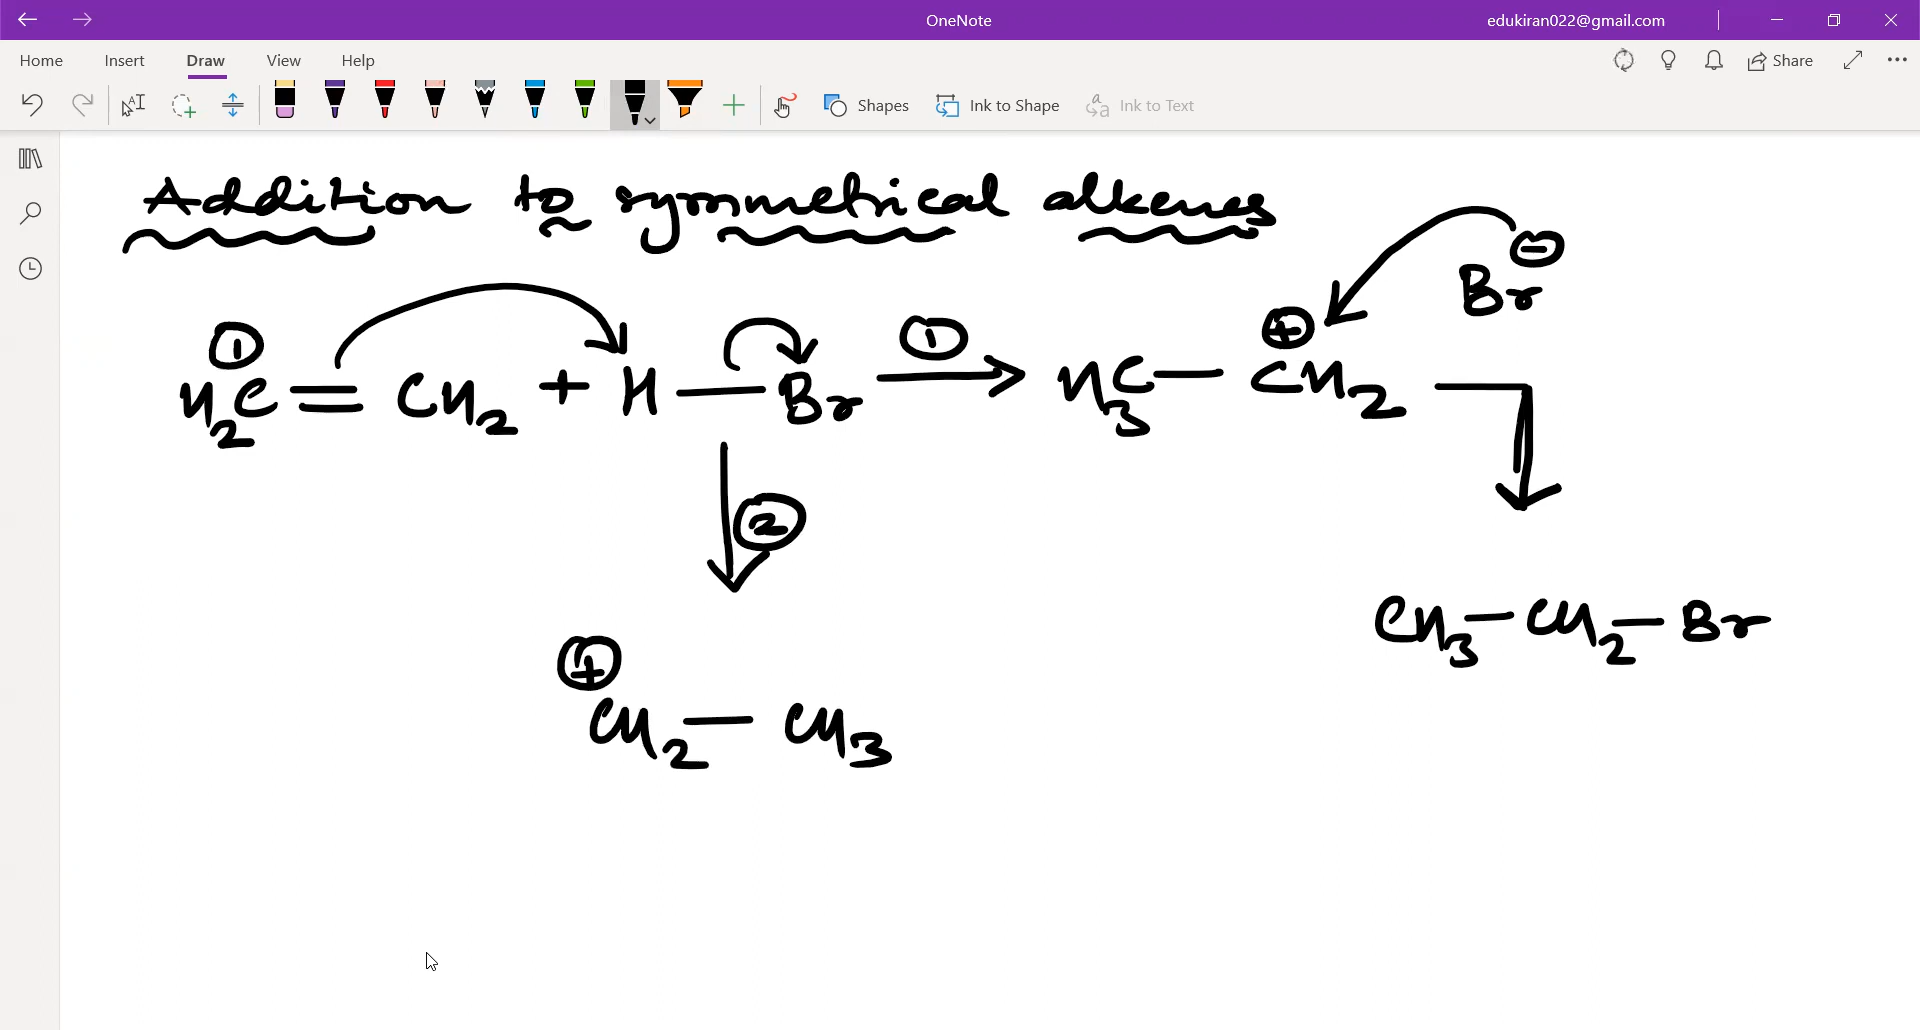 OneNote
edukiran022@gmail.com
Home Insert Draw View Help
Share
Shapes Ink to Shape Ink to Text
Addition to symmetrical alkenes
⊖
Br
① ① ⊕
H₂C = CH₂ + H — Br → H₃C — CH₂
②
CH₃ — CH₂ — Br
⊕
CH₂ — CH₃